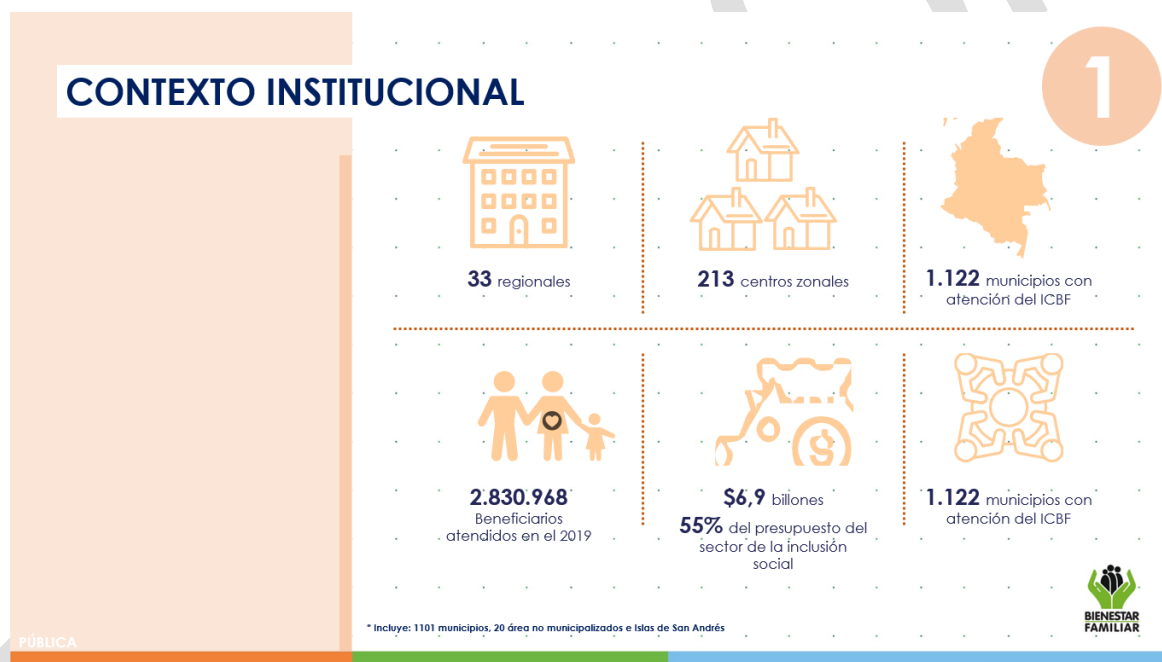 CONTEXTO INSTITUCIONAL
1
33 regionales
213 centros zonales
1.122 municipios con
atención del ICBF
2.830.968
Beneficiarios
atendidos en el 2019
$6,9 billones
55% del presupuesto del
sector de la inclusión
social
1.122 municipios con
atención del ICBF
BIENESTAR
FAMILIAR
* Incluye: 1101 municipios, 20 área no municipalizados e Islas de San Andrés
PÚBLICA